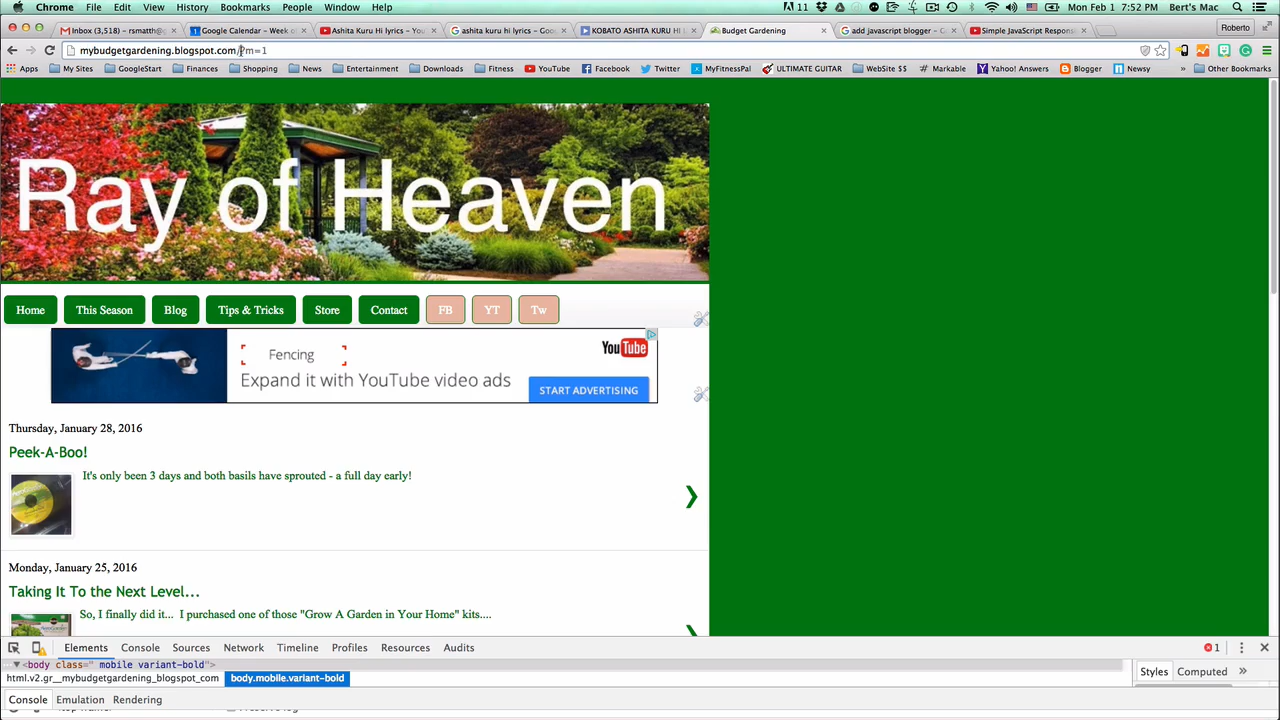 Chrome File Edit View History Bookmarks People Window Help 11 Mon Feb 1 7:52 PM Bert's Mac
Inbox (3,518) - rsmatth@g Google Calendar - Week o Ashita Kuru Hi lyrics - You ashita kuru hi lyrics - Goo KOBATO ASHITA KURU HI Budget Gardening add javascript blogger - G Simple JavaScript Respon Roberto
mybudgetgardening.blogspot.com/?m=1
Apps My Sites GoogleStart Finances Shopping News Entertainment Downloads Fitness YouTube Facebook Twitter MyFitnessPal ULTIMATE GUITAR WebSite $$ Markable Yahoo! Answers Blogger Newsy » Other Bookmarks
Ray of Heaven
Home This Season Blog Tips & Tricks Store Contact FB YT Tw
Fencing
YouTube
Expand it with YouTube video ads
START ADVERTISING
Thursday, January 28, 2016
Peek-A-Boo!
It's only been 3 days and both basils have sprouted - a full day early!
Monday, January 25, 2016
Taking It To the Next Level...
So, I finally did it... I purchased one of those "Grow A Garden in Your Home" kits....
Elements Console Sources Network Timeline Profiles Resources Audits 1
<body class=" mobile variant-bold">
html.v2.gr__mybudgetgardening_blogspot_com body.mobile.variant-bold
Styles Computed »
Console Emulation Rendering